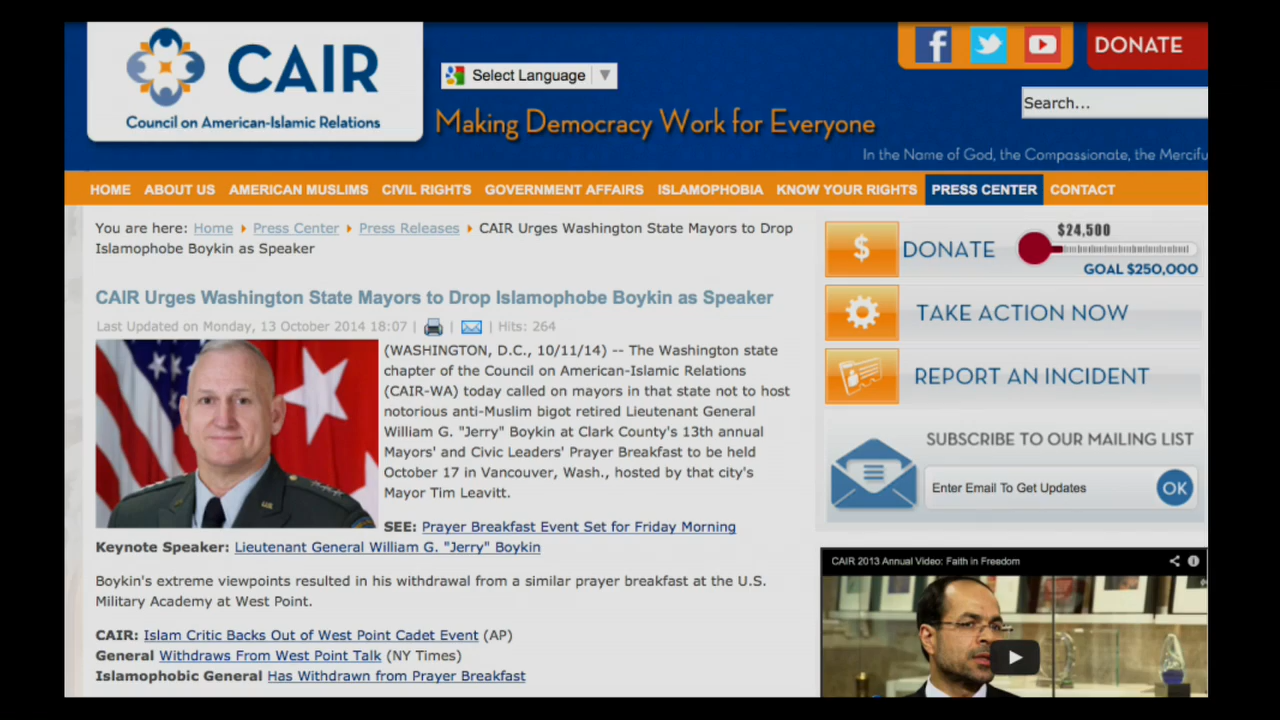 CAIR
Council on American-Islamic Relations
Select Language ▼
Making Democracy Work for Everyone
DONATE
Search...
In the Name of God, the Compassionate, the Mercifu
HOME ABOUT US AMERICAN MUSLIMS CIVIL RIGHTS GOVERNMENT AFFAIRS ISLAMOPHOBIA KNOW YOUR RIGHTS PRESS CENTER CONTACT
You are here: Home Press Center Press Releases CAIR Urges Washington State Mayors to Drop
Islamophobe Boykin as Speaker
CAIR Urges Washington State Mayors to Drop Islamophobe Boykin as Speaker
Last Updated on Monday, 13 October 2014 18:07 | | | Hits: 264
(WASHINGTON, D.C., 10/11/14) -- The Washington state
chapter of the Council on American-Islamic Relations
(CAIR-WA) today called on mayors in that state not to host
notorious anti-Muslim bigot retired Lieutenant General
William G. "Jerry" Boykin at Clark County's 13th annual
Mayors' and Civic Leaders' Prayer Breakfast to be held
October 17 in Vancouver, Wash., hosted by that city's
Mayor Tim Leavitt.
SEE: Prayer Breakfast Event Set for Friday Morning
Keynote Speaker: Lieutenant General William G. "Jerry" Boykin
Boykin's extreme viewpoints resulted in his withdrawal from a similar prayer breakfast at the U.S.
Military Academy at West Point.
CAIR: Islam Critic Backs Out of West Point Cadet Event (AP)
General Withdraws From West Point Talk (NY Times)
Islamophobic General Has Withdrawn from Prayer Breakfast
$ DONATE
$24,500
GOAL $250,000
TAKE ACTION NOW
REPORT AN INCIDENT
SUBSCRIBE TO OUR MAILING LIST
Enter Email To Get Updates OK
CAIR 2013 Annual Video: Faith in Freedom